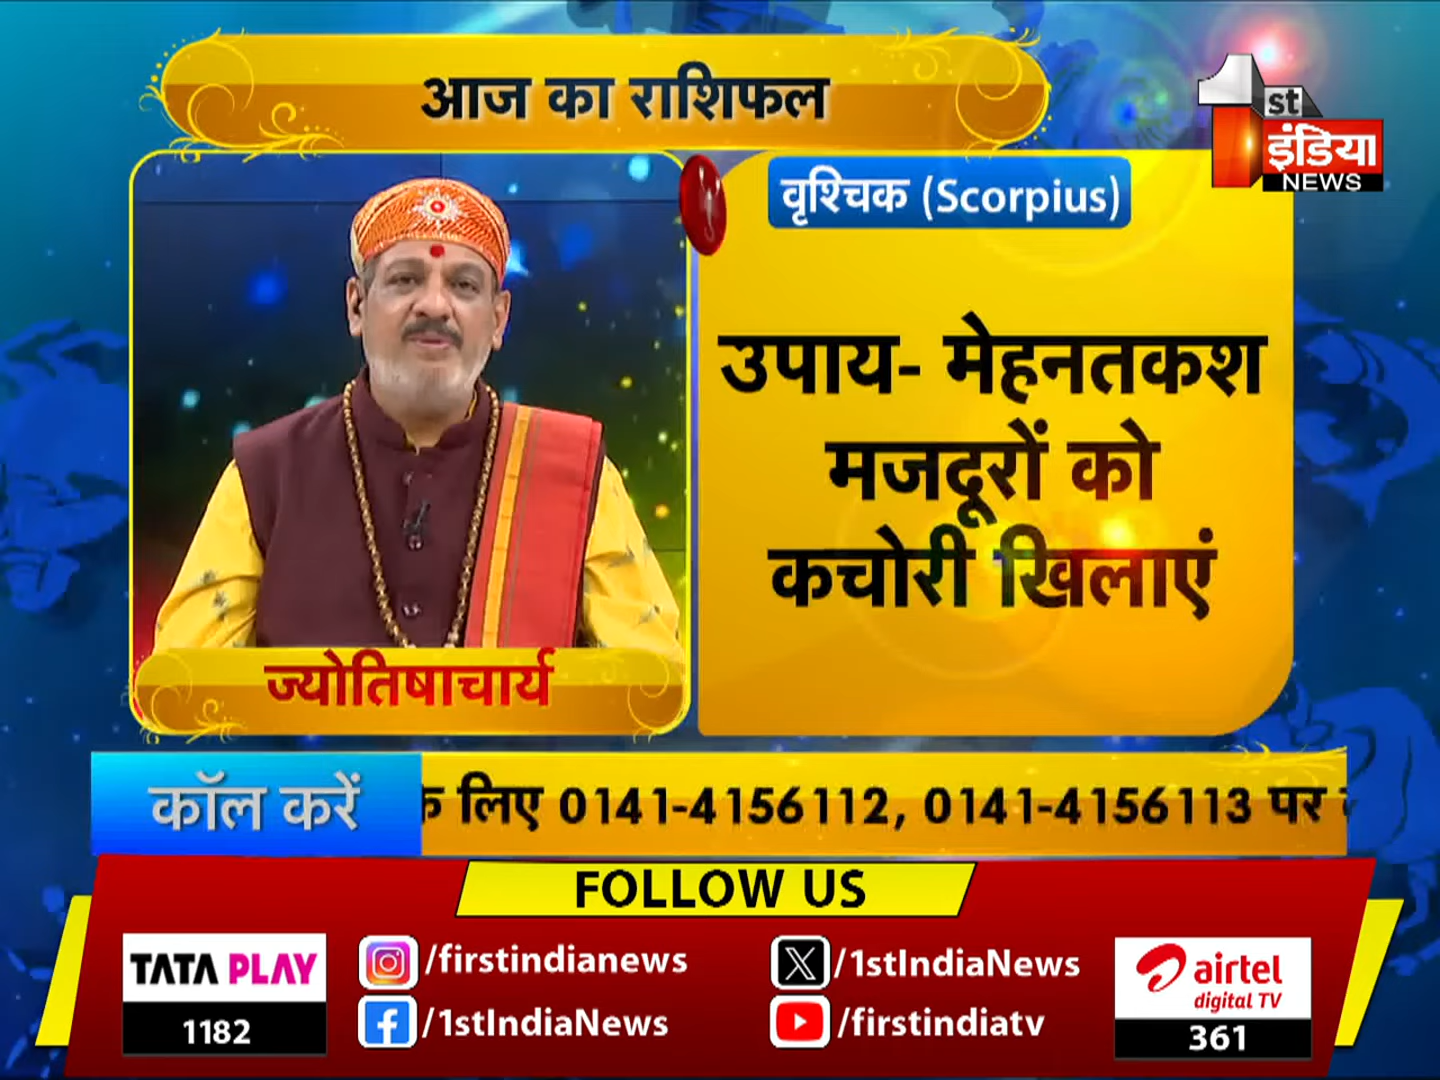 आज का राशिफल
1st
इंडिया
NEWS
वृश्चिक (Scorpius)
उपाय- मेहनतकश
मजदूरों को
कचोरी खिलाएं
ज्योतिषाचार्य
कॉल करें
लिए 0141-4156112, 0141-4156113 पर
FOLLOW US
TATA PLAY
1182
/firstindianews
/1stIndiaNews
/1stIndiaNews
/firstindiatv
airtel
digital TV
361